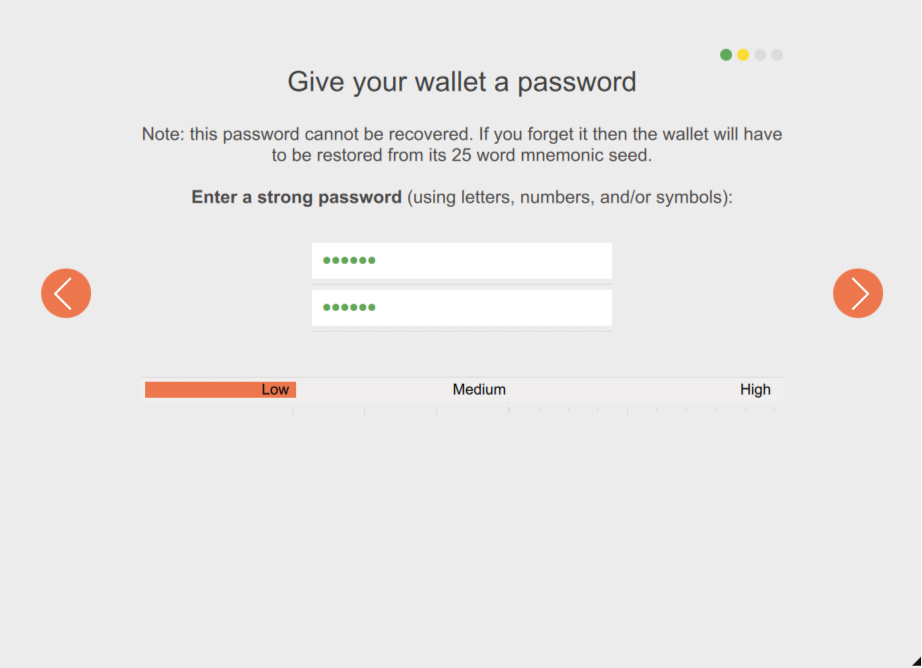 Give your wallet a password
Note: this password cannot be recovered. If you forget it then the wallet will have
to be restored from its 25 word mnemonic seed.
Enter a strong password (using letters, numbers, and/or symbols):
●●●●●●
●●●●●●
Low Medium High